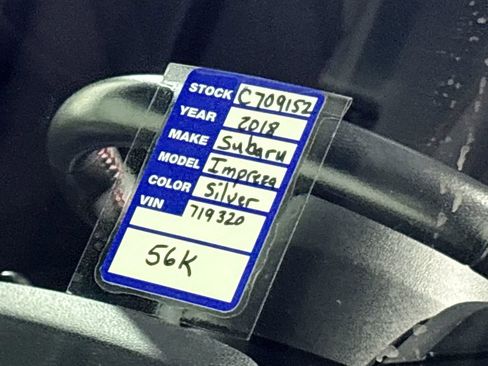 STOCK C709152
YEAR 2018
MAKE Subaru
MODEL Impreza
COLOR Silver
VIN 719320
56K